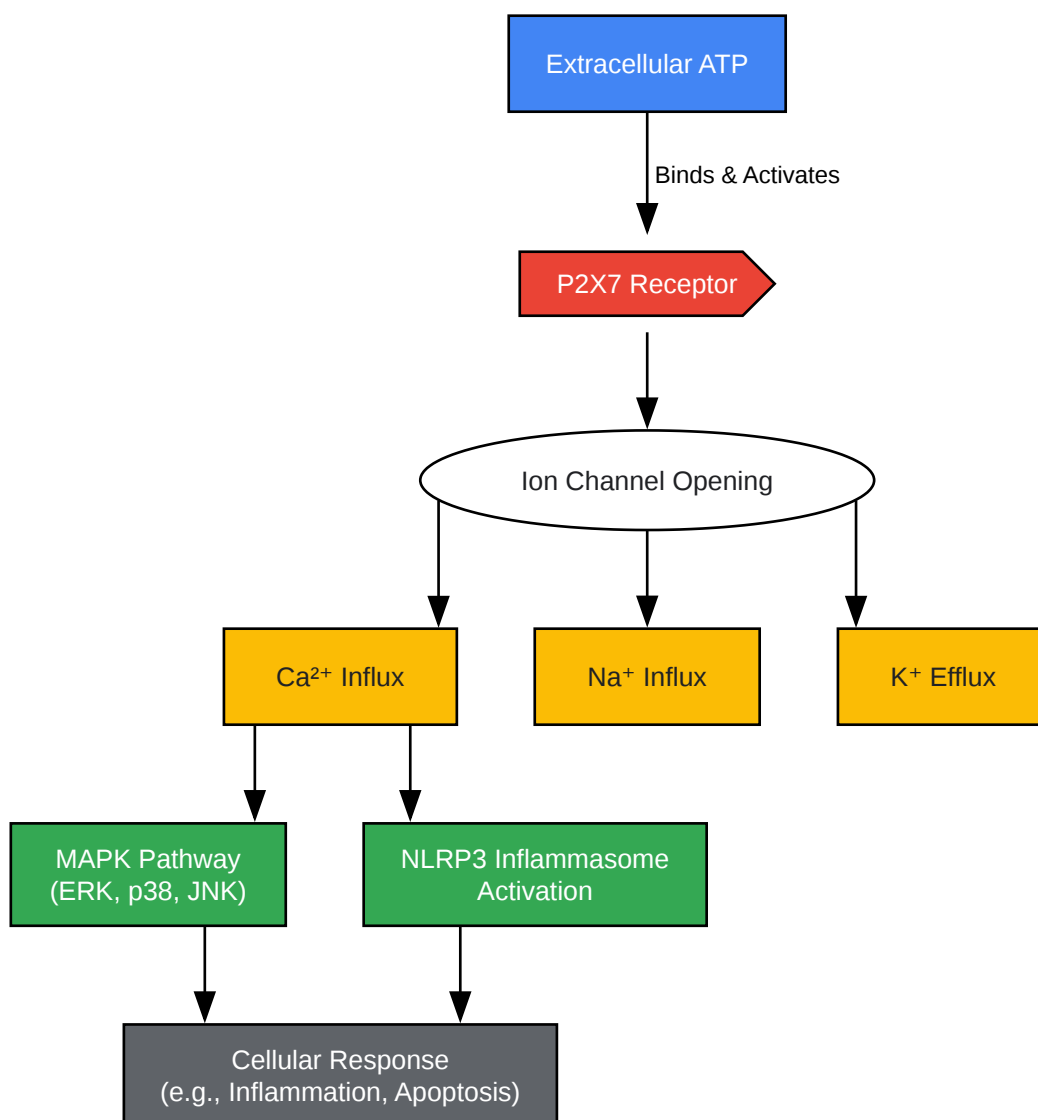 Extracellular ATP
Binds & Activates
P2X7 Receptor
Ion Channel Opening
Ca²⁺ Influx
Na⁺ Influx
K⁺ Efflux
MAPK Pathway
(ERK, p38, JNK)
NLRP3 Inflammasome
Activation
Cellular Response
(e.g., Inflammation, Apoptosis)